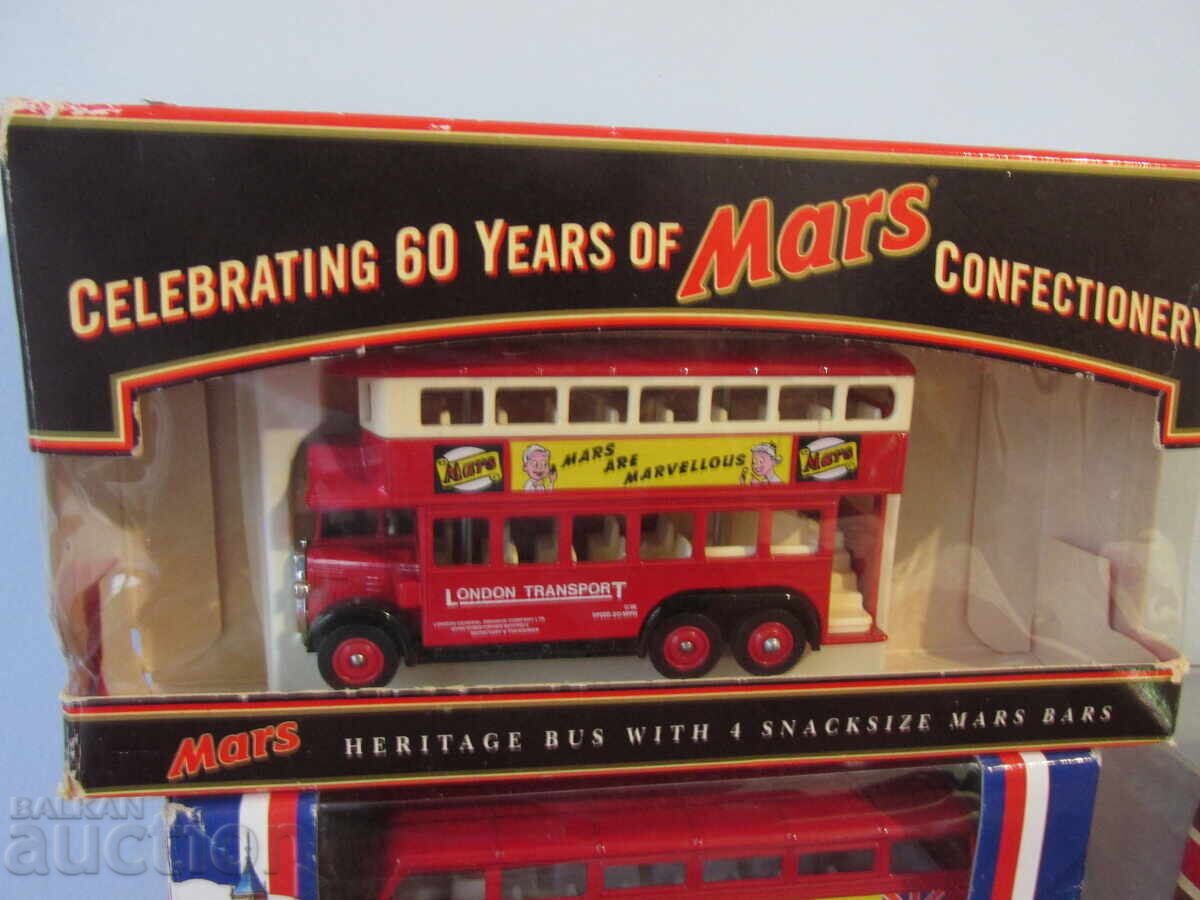 CELEBRATING 60 YEARS OF Mars® CONFECTIONERY
Mars MARS ARE MARVELLOUS Mars
LONDON TRANSPORT
Mars HERITAGE BUS WITH 4 SNACKSIZE MARS BARS
BALKAN
auction